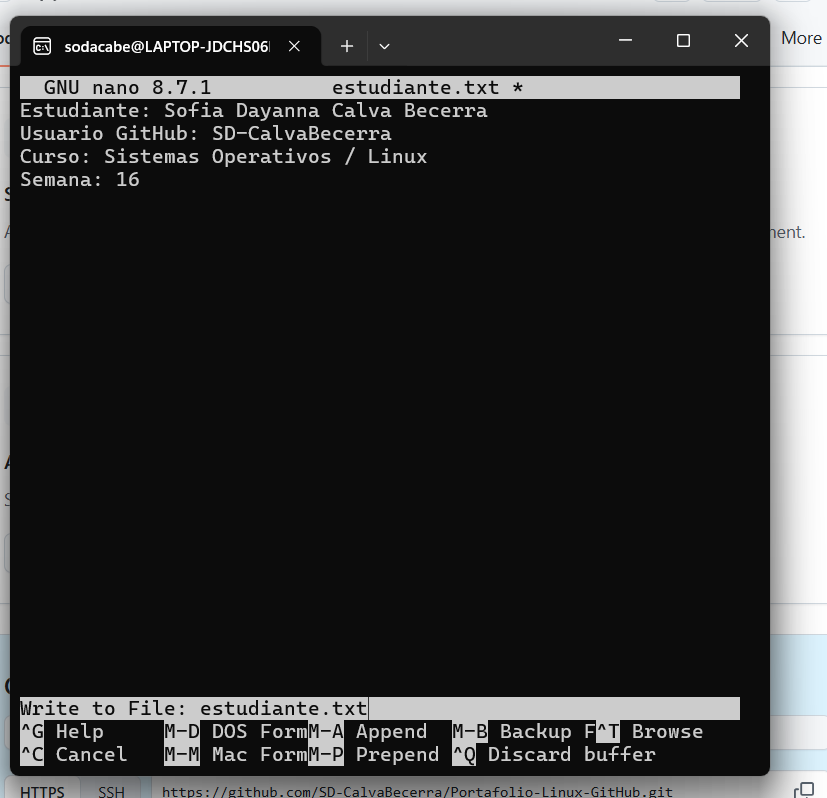 sodacabe@LAPTOP-JDCHS06
More
GNU nano 8.7.1 estudiante.txt *
Estudiante: Sofia Dayanna Calva Becerra
Usuario GitHub: SD-CalvaBecerra
Curso: Sistemas Operativos / Linux
Semana: 16
ment.
Write to File: estudiante.txt
^G Help M-D DOS Form M-A Append M-B Backup F ^T Browse
^C Cancel M-M Mac Form M-P Prepend ^Q Discard buffer
HTTPS SSH https://github.com/SD-CalvaBecerra/Portafolio-Linux-GitHub.git